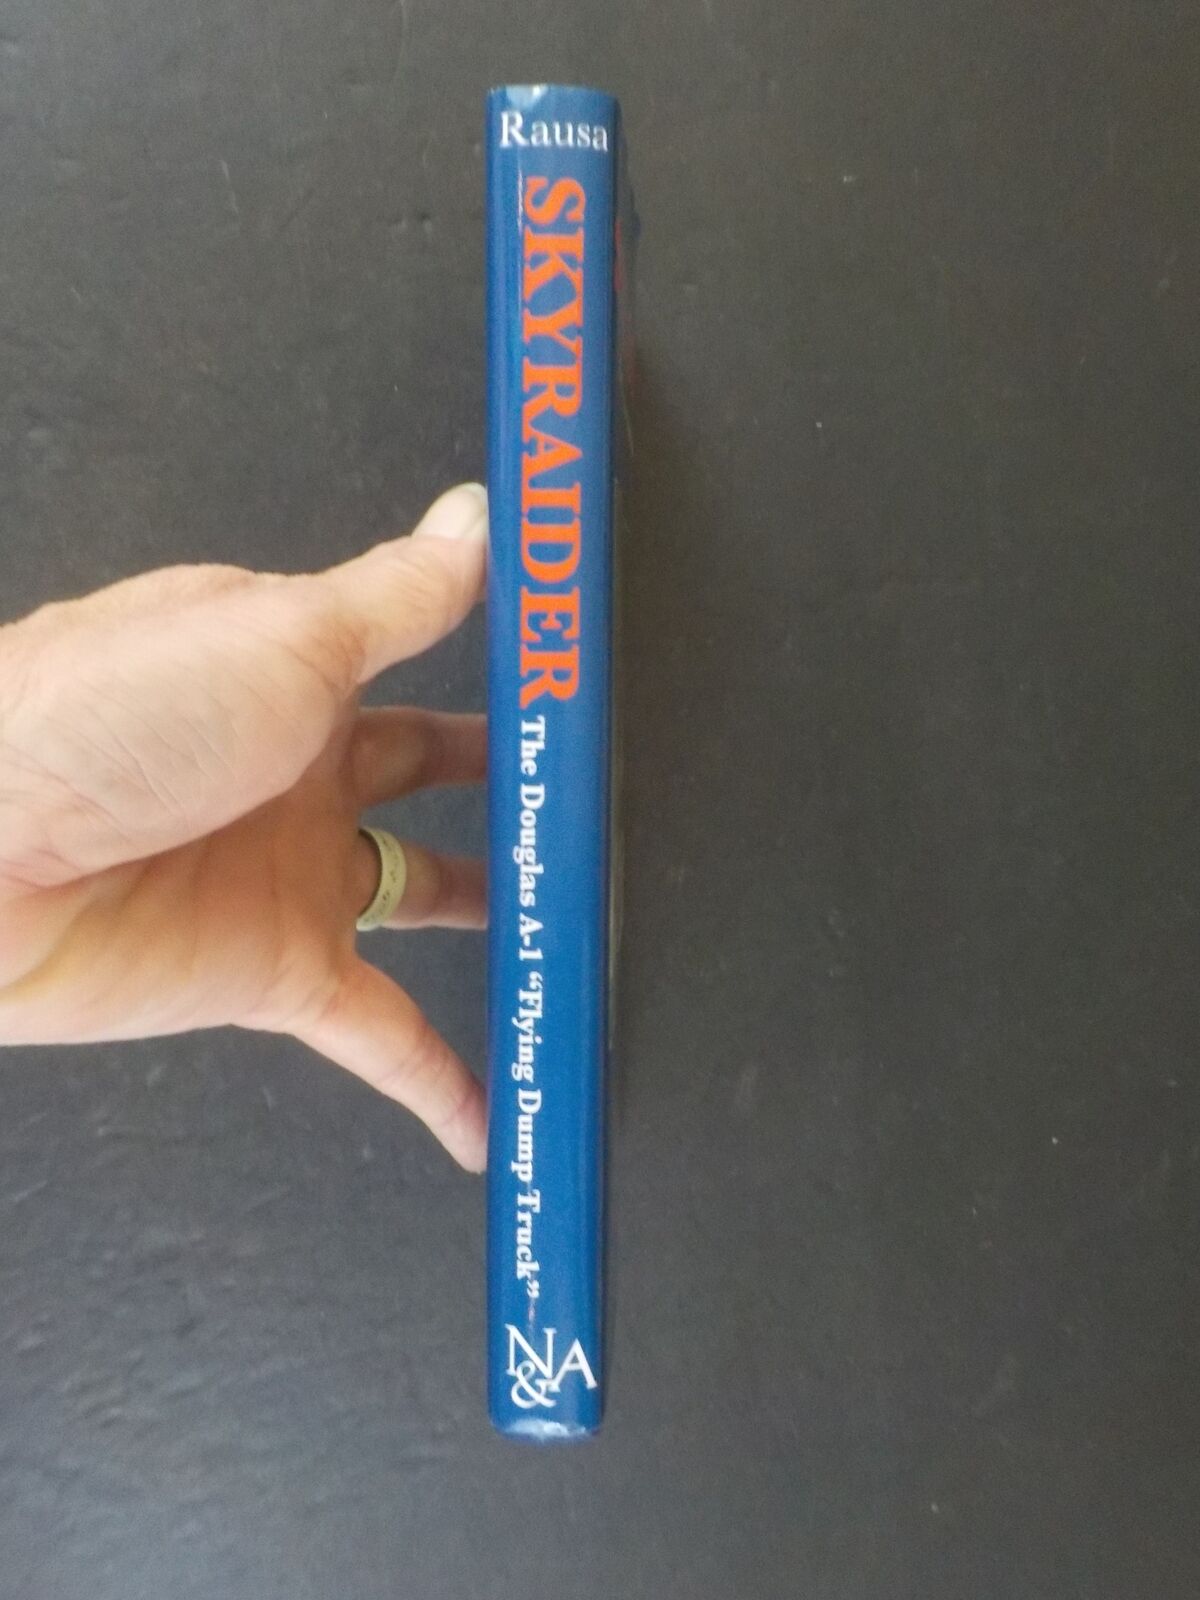 Rausa
SKYRAIDER
The Douglas A-1 “Flying Dump Truck”
N&A